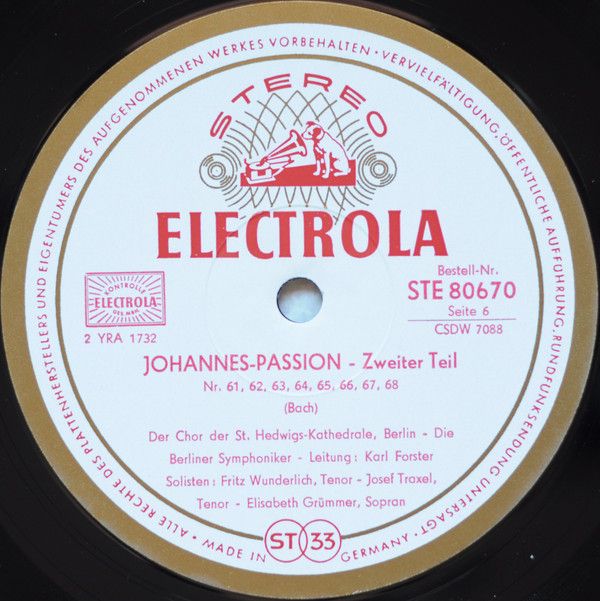 ALLE RECHTE DES PLATTENHERSTELLERS UND EIGENTÜMERS DES AUFGENOMMENEN WERKES VORBEHALTEN · VERVIELFÄLTIGUNG, ÖFFENTLICHE AUFFÜHRUNG, RUNDFUNKSENDUNG UNTERSAGT ·
STEREO
ELECTROLA
KONTROLLE
ELECTROLA
GES. M.B.H.
2 YRA 1732
Bestell-Nr.
STE 80670
Seite 6
CSDW 7088
JOHANNES-PASSION - Zweiter Teil
Nr. 61, 62, 63, 64, 65, 66, 67, 68
(Bach)
Der Chor der St. Hedwigs-Kathedrale, Berlin - Die
Berliner Symphoniker - Leitung: Karl Forster
Solisten: Fritz Wunderlich, Tenor - Josef Traxel,
Tenor - Elisabeth Grümmer, Sopran
MADE IN GERMANY
ST 33